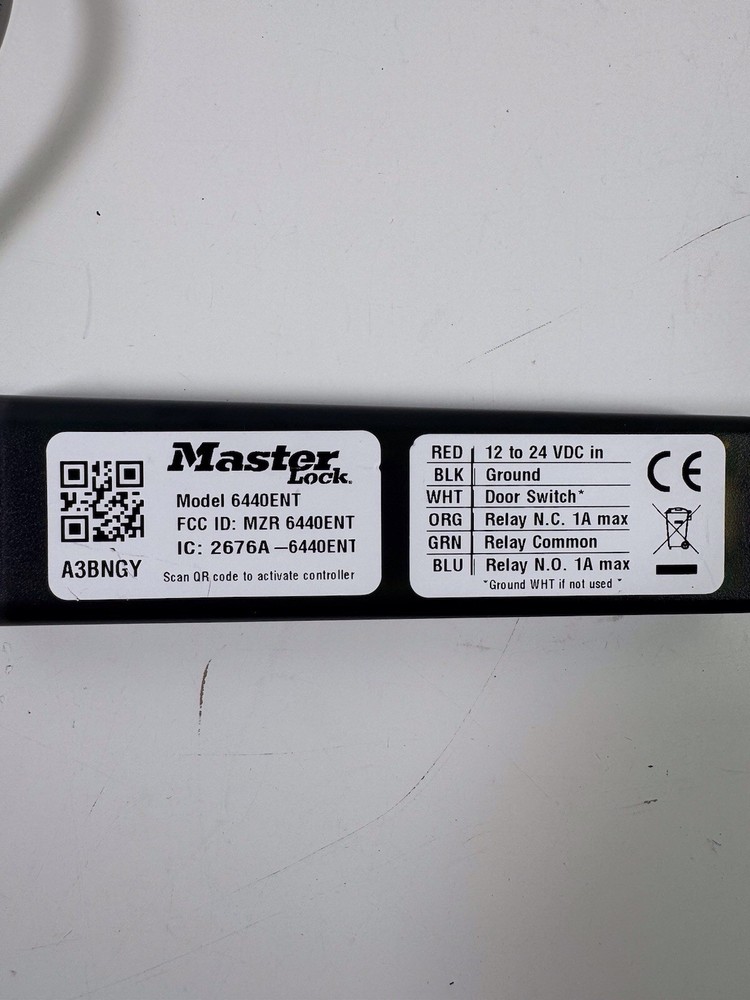 Master
Lock.
Model 6440ENT
FCC ID: MZR 6440ENT
IC: 2676A –6440ENT
A3BNGY
Scan QR code to activate controller
RED 12 to 24 VDC in
BLK Ground
WHT Door Switch*
ORG Relay N.C. 1A max
GRN Relay Common
BLU Relay N.O. 1A max
*Ground WHT if not used *
CE